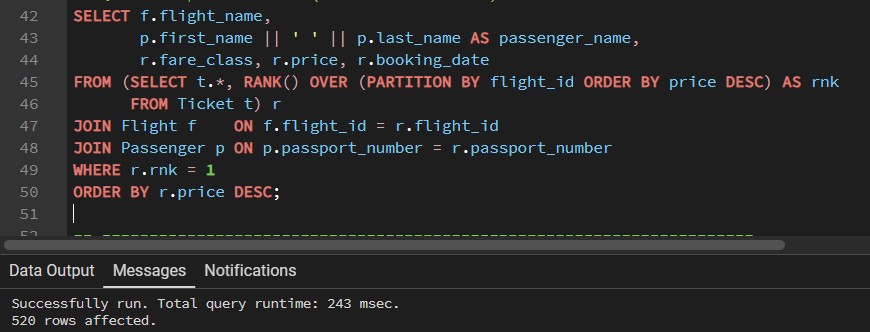 42 SELECT f.flight_name,
43 p.first_name || ' ' || p.last_name AS passenger_name,
44 r.fare_class, r.price, r.booking_date
45 FROM (SELECT t.*, RANK() OVER (PARTITION BY flight_id ORDER BY price DESC) AS rnk
46 FROM Ticket t) r
47 JOIN Flight f ON f.flight_id = r.flight_id
48 JOIN Passenger p ON p.passport_number = r.passport_number
49 WHERE r.rnk = 1
50 ORDER BY r.price DESC;
51
Data Output Messages Notifications
Successfully run. Total query runtime: 243 msec.
520 rows affected.